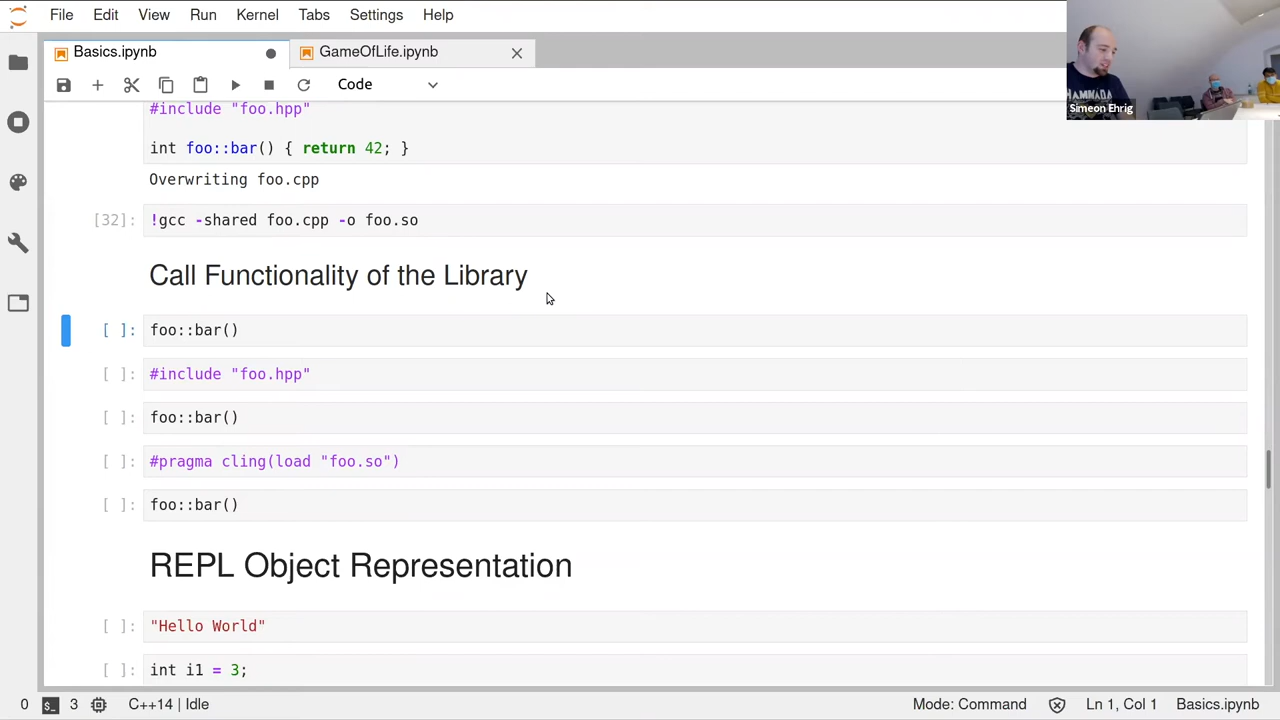 File Edit View Run Kernel Tabs Settings Help
Basics.ipynb
GameOfLife.ipynb
Code
#include "foo.hpp"
int foo::bar() { return 42; }
Overwriting foo.cpp
[32]: !gcc -shared foo.cpp -o foo.so
Call Functionality of the Library
[ ]: foo::bar()
[ ]: #include "foo.hpp"
[ ]: foo::bar()
[ ]: #pragma cling(load "foo.so")
[ ]: foo::bar()
REPL Object Representation
[ ]: "Hello World"
[ ]: int i1 = 3;
0 $_ 3 C++14 | Idle Mode: Command Ln 1, Col 1 Basics.ipynb
Simeon Ehrig